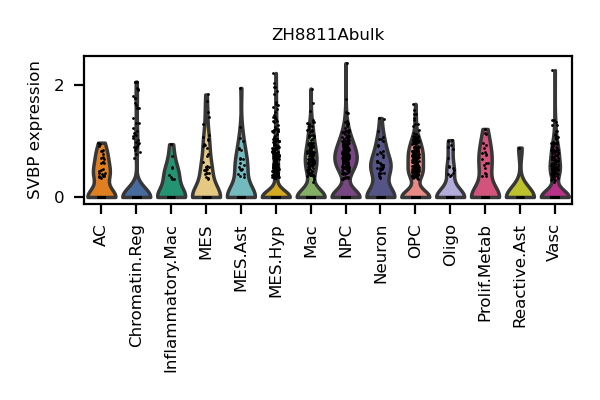 ZH8811Abulk
SVBP expression
2
0
AC
Chromatin.Reg
Inflammatory.Mac
MES
MES.Ast
MES.Hyp
Mac
NPC
Neuron
OPC
Oligo
Prolif.Metab
Reactive.Ast
Vasc